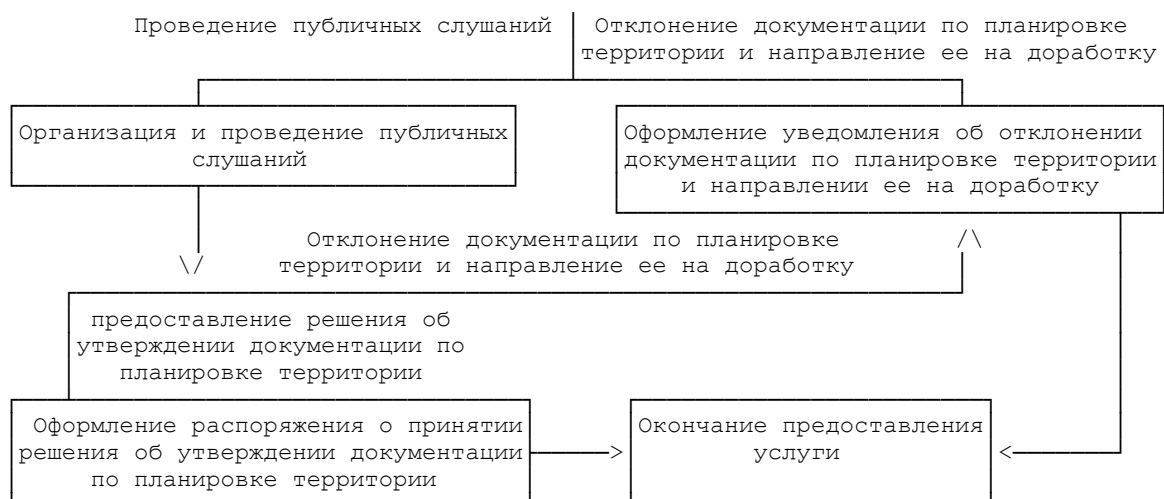 Проведение публичных слушаний
Отклонение документации по планировке
территории и направление ее на доработку
Организация и проведение публичных
слушаний
Оформление уведомления об отклонении
документации по планировке территории
и направлении ее на доработку
Отклонение документации по планировке
территории и направление ее на доработку
предоставление решения об
утверждении документации по
планировке территории
Оформление распоряжения о принятии
решения об утверждении документации
по планировке территории
Окончание предоставления
услуги